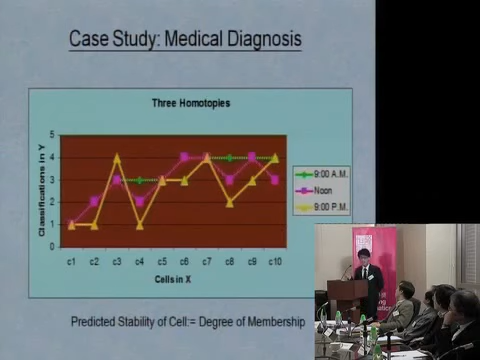 Case Study: Medical Diagnosis
Three Homotopies
Classifications in Y
5
4
3
2
1
0
c1 c2 c3 c4 c5 c6 c7 c8 c9 c10
Cells in X
9:00 A.M.
Noon
9:00 P.M.
Predicted Stability of Cell:= Degree of Membership